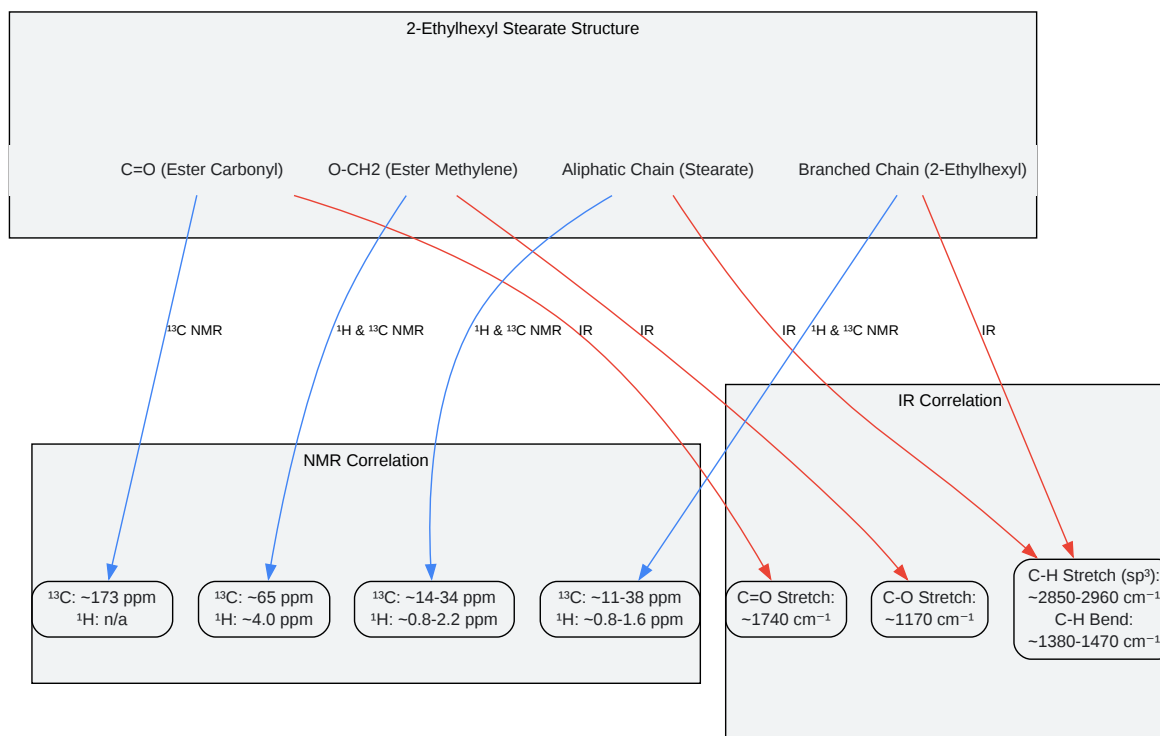 2-Ethylhexyl Stearate Structure
C=O (Ester Carbonyl)
O-CH2 (Ester Methylene)
Aliphatic Chain (Stearate)
Branched Chain (2-Ethylhexyl)
¹³C NMR
¹H & ¹³C NMR
¹H & ¹³C NMR
IR
IR
IR
¹H & ¹³C NMR
IR
IR Correlation
NMR Correlation
¹³C: ~173 ppm
¹H: n/a
¹³C: ~65 ppm
¹H: ~4.0 ppm
¹³C: ~14-34 ppm
¹H: ~0.8-2.2 ppm
¹³C: ~11-38 ppm
¹H: ~0.8-1.6 ppm
C=O Stretch:
~1740 cm⁻¹
C-O Stretch:
~1170 cm⁻¹
C-H Stretch (sp³):
~2850-2960 cm⁻¹
C-H Bend:
~1380-1470 cm⁻¹